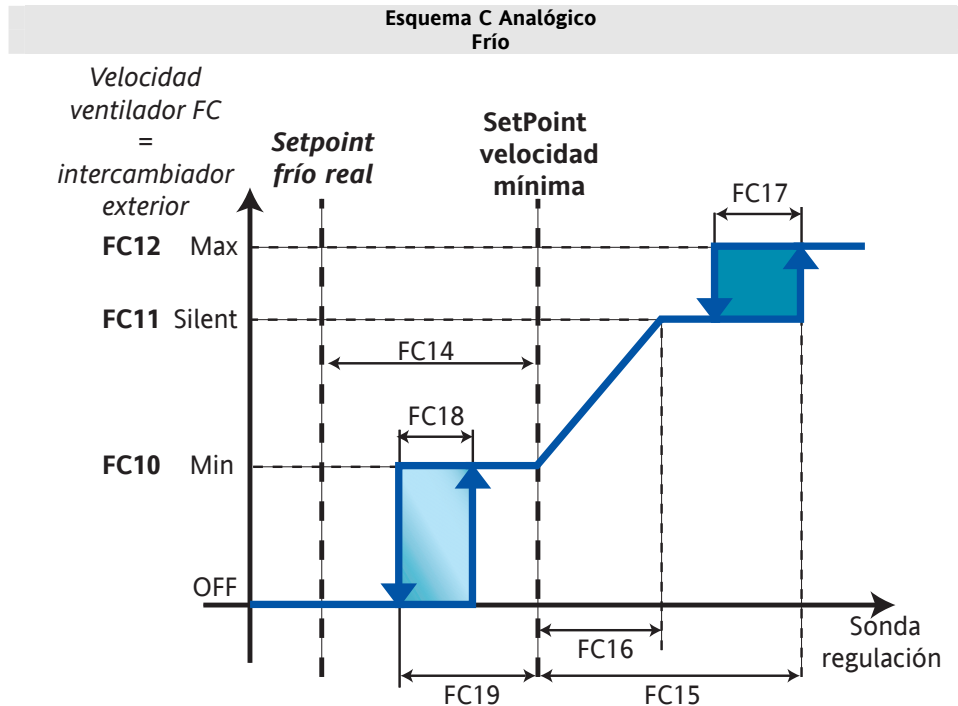 Esquema C Analógico
Frío
Velocidad
ventilador FC
=
intercambiador
exterior
Setpoint
frío real
SetPoint
velocidad
mínima
FC17
FC12 Max
FC11 Silent
FC14
FC18
FC10 Min
OFF
Sonda
regulación
FC16
FC19
FC15